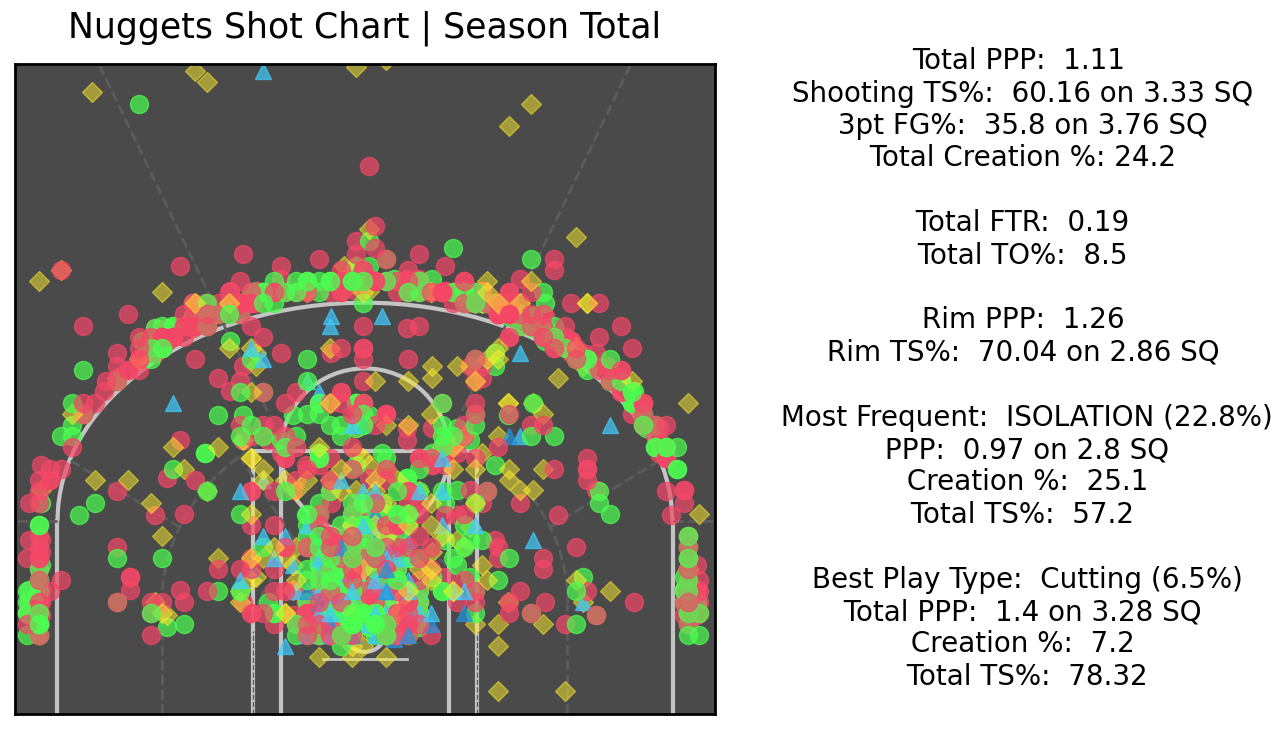 Nuggets Shot Chart | Season Total
Total PPP:  1.11
Shooting TS%:  60.16 on 3.33 SQ
3pt FG%:  35.8 on 3.76 SQ
Total Creation %: 24.2
Total FTR:  0.19
Total TO%:  8.5
Rim PPP:  1.26
Rim TS%:  70.04 on 2.86 SQ
Most Frequent:  ISOLATION (22.8%)
PPP:  0.97 on 2.8 SQ
Creation %:  25.1
Total TS%:  57.2
Best Play Type:  Cutting (6.5%)
Total PPP:  1.4 on 3.28 SQ
Creation %:  7.2
Total TS%:  78.32